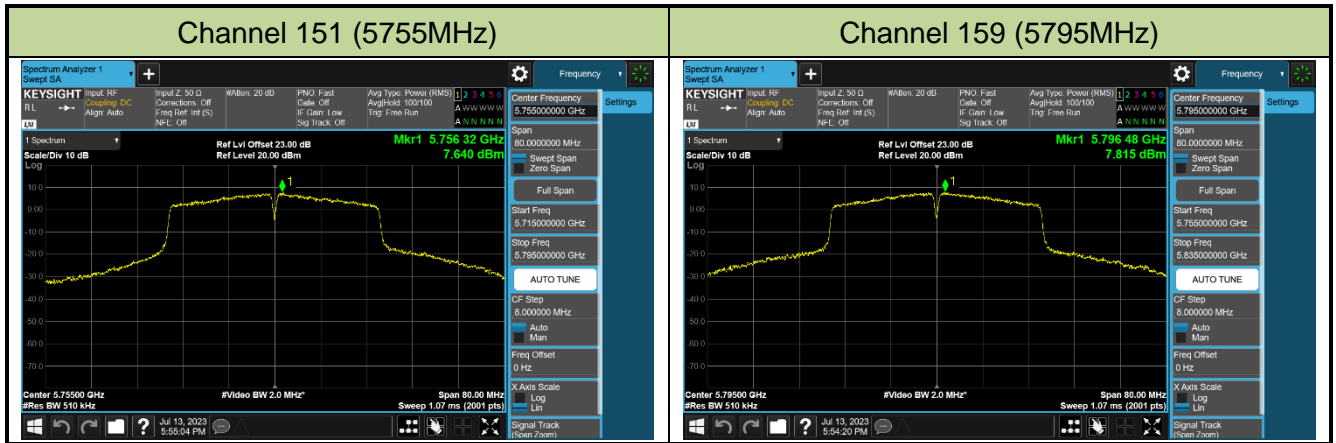 Channel 151 (5755MHz)
Spectrum Analyzer 1
Swept SA
Frequency
KEYSIGHT
RL
LXI
Input: RF
Coupling: DC
Align: Auto
Input Z: 50 Ω
Corrections: Off
Freq Ref: Int (S)
NFE: Off
#Atten: 20 dB
PNO: Fast
Gate: Off
IF Gain: Low
Sig Track: Off
Avg Type: Power (RMS)
Avg|Hold: 100/100
Trig: Free Run
1 2 3 4 5 6
A W W W W W
A N N N N N
Center Frequency
5.755000000 GHz
Settings
Span
80.0000000 MHz
Swept Span
Zero Span
Full Span
Start Freq
5.715000000 GHz
Stop Freq
5.795000000 GHz
AUTO TUNE
CF Step
8.000000 MHz
Auto
Man
Freq Offset
0 Hz
X Axis Scale
Log
Lin
Signal Track
(Span Zoom)
1 Spectrum
Scale/Div 10 dB
Log
Ref Lvl Offset 23.00 dB
Ref Level 20.00 dBm
Mkr1 5.756 32 GHz
7.640 dBm
1
10.0
0.00
-10.0
-20.0
-30.0
-40.0
-50.0
-60.0
-70.0
Center 5.75500 GHz
#Res BW 510 kHz
#Video BW 2.0 MHz*
Span 80.00 MHz
Sweep 1.07 ms (2001 pts)
Jul 13, 2023
5:55:04 PM
Channel 159 (5795MHz)
Spectrum Analyzer 1
Swept SA
Frequency
KEYSIGHT
RL
LXI
Input: RF
Coupling: DC
Align: Auto
Input Z: 50 Ω
Corrections: Off
Freq Ref: Int (S)
NFE: Off
#Atten: 20 dB
PNO: Fast
Gate: Off
IF Gain: Low
Sig Track: Off
Avg Type: Power (RMS)
Avg|Hold: 100/100
Trig: Free Run
1 2 3 4 5 6
A W W W W W
A N N N N N
Center Frequency
5.795000000 GHz
Settings
Span
80.0000000 MHz
Swept Span
Zero Span
Full Span
Start Freq
5.755000000 GHz
Stop Freq
5.835000000 GHz
AUTO TUNE
CF Step
8.000000 MHz
Auto
Man
Freq Offset
0 Hz
X Axis Scale
Log
Lin
Signal Track
(Span Zoom)
1 Spectrum
Scale/Div 10 dB
Log
Ref Lvl Offset 23.00 dB
Ref Level 20.00 dBm
Mkr1 5.796 48 GHz
7.815 dBm
1
10.0
0.00
-10.0
-20.0
-30.0
-40.0
-50.0
-60.0
-70.0
Center 5.79500 GHz
#Res BW 510 kHz
#Video BW 2.0 MHz*
Span 80.00 MHz
Sweep 1.07 ms (2001 pts)
Jul 13, 2023
5:54:20 PM